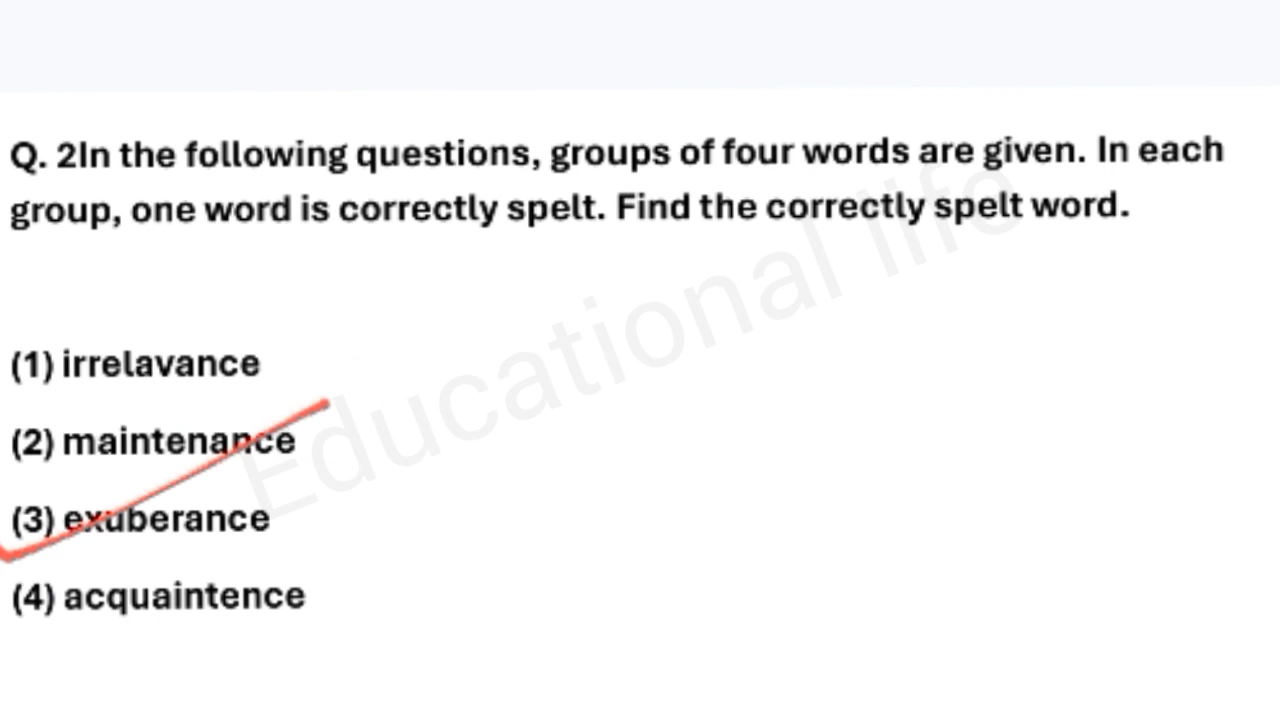 Q. 2In the following questions, groups of four words are given. In each
group, one word is correctly spelt. Find the correctly spelt word.
Educational life
(1) irrelavance
(2) maintenance
(3) exuberance
(4) acquaintence